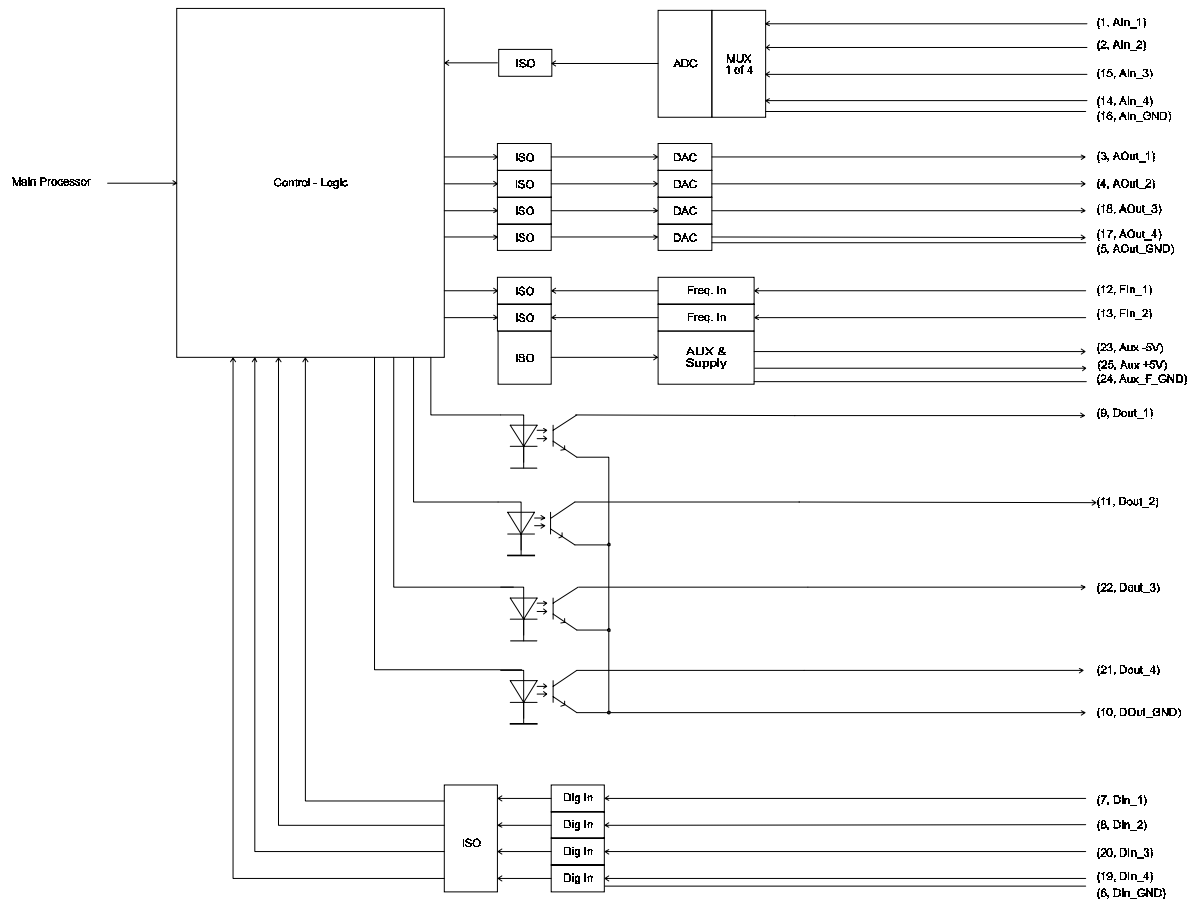 (1, AIn_1)
(2, AIn_2)
ISO
ADC
MUX
1 of 4
(15, AIn_3)
(14, AIn_4)
(16, AIn_GND)
ISO
DAC
(3, AOut_1)
Main Processor
Control - Logic
ISO
DAC
(4, AOut_2)
ISO
DAC
(18, AOut_3)
ISO
DAC
(17, AOut_4)
(5, AOut_GND)
ISO
Freq. In
(12, FIn_1)
ISO
Freq. In
(13, FIn_2)
ISO
AUX &
Supply
(23, Aux -5V)
(25, Aux +5V)
(24, Aux_F_GND)
(9, Dout_1)
(11, Dout_2)
(22, Dout_3)
(21, Dout_4)
(10, DOut_GND)
Dig In
(7, DIn_1)
Dig In
(8, DIn_2)
ISO
Dig In
(20, DIn_3)
Dig In
(19, DIn_4)
(6, DIn_GND)